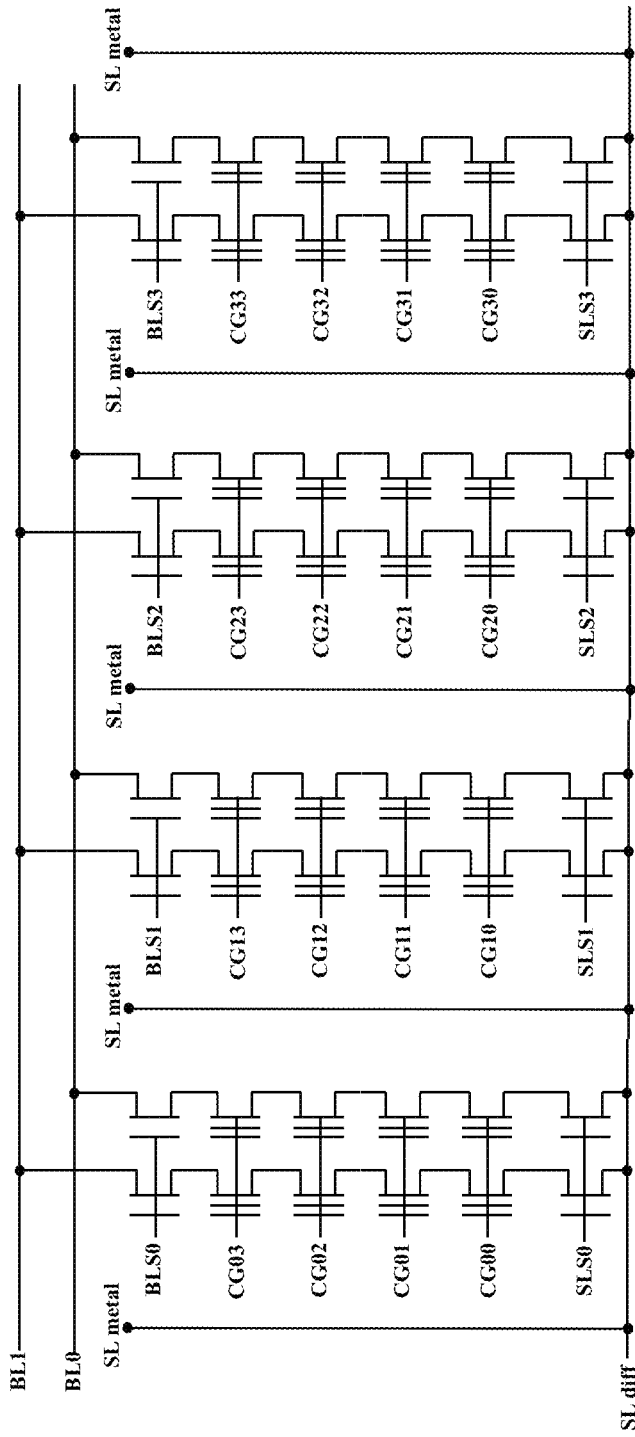 BL1
BL0
SL metal
BLS0
CG03
CG02
CG01
CG00
SLS0
SL metal
BLS1
CG13
CG12
CG11
CG10
SLS1
SL metal
BLS2
CG23
CG22
CG21
CG20
SLS2
SL metal
BLS3
CG33
CG32
CG31
CG30
SLS3
SL metal
SL diff